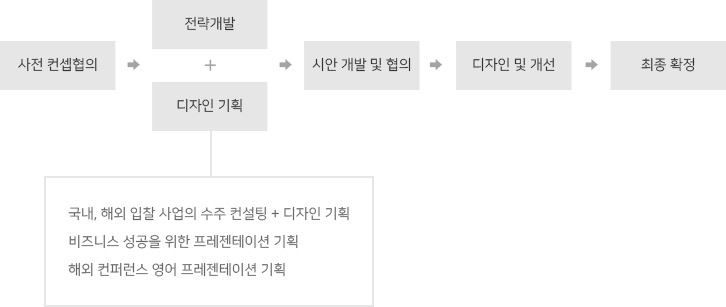 전략개발
사전 컨셉협의
+
시안 개발 및 협의
디자인 및 개선
최종 확정
디자인 기획
국내, 해외 입찰 사업의 수주 컨설팅 + 디자인 기획
비즈니스 성공을 위한 프레젠테이션 기획
해외 컨퍼런스 영어 프레젠테이션 기획